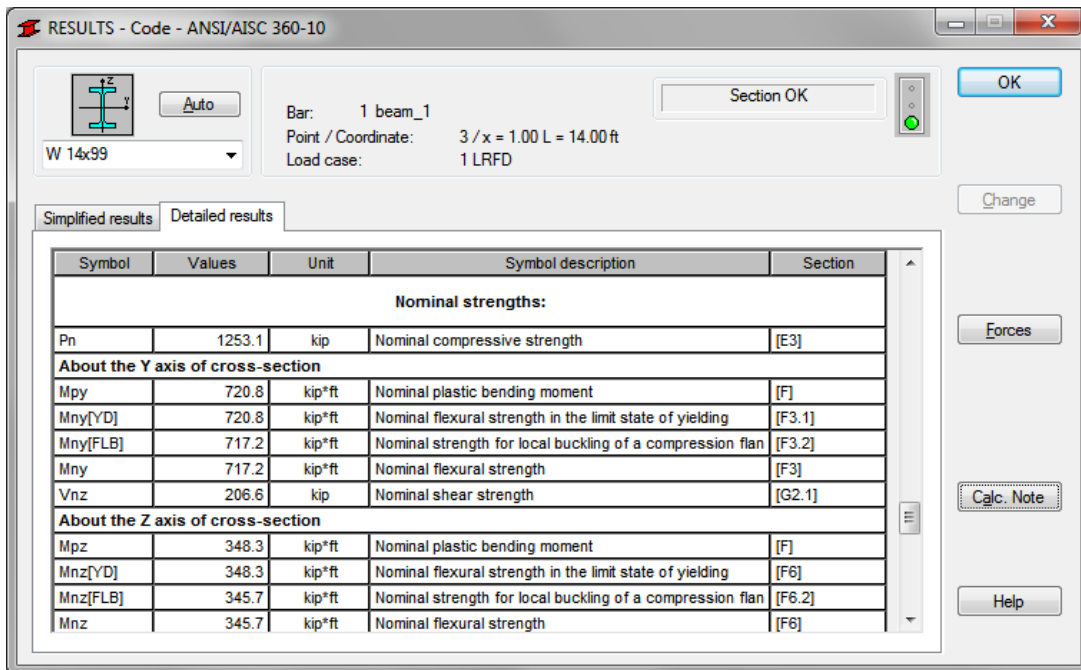 RESULTS - Code - ANSI/AISC 360-10
Z
Y
Auto
W 14x99
Bar: 1 beam_1
Point / Coordinate: 3 / x = 1.00 L = 14.00 ft
Load case: 1 LRFD
Section OK
OK
Change
Forces
Calc. Note
Help
Simplified results Detailed results
Symbol Values Unit Symbol description Section
Nominal strengths:
Pn 1253.1 kip Nominal compressive strength [E3]
About the Y axis of cross-section
Mpy 720.8 kip*ft Nominal plastic bending moment [F]
Mny[YD] 720.8 kip*ft Nominal flexural strength in the limit state of yielding [F3.1]
Mny[FLB] 717.2 kip*ft Nominal strength for local buckling of a compression flan [F3.2]
Mny 717.2 kip*ft Nominal flexural strength [F3]
Vnz 206.6 kip Nominal shear strength [G2.1]
About the Z axis of cross-section
Mpz 348.3 kip*ft Nominal plastic bending moment [F]
Mnz[YD] 348.3 kip*ft Nominal flexural strength in the limit state of yielding [F6]
Mnz[FLB] 345.7 kip*ft Nominal strength for local buckling of a compression flan [F6.2]
Mnz 345.7 kip*ft Nominal flexural strength [F6]